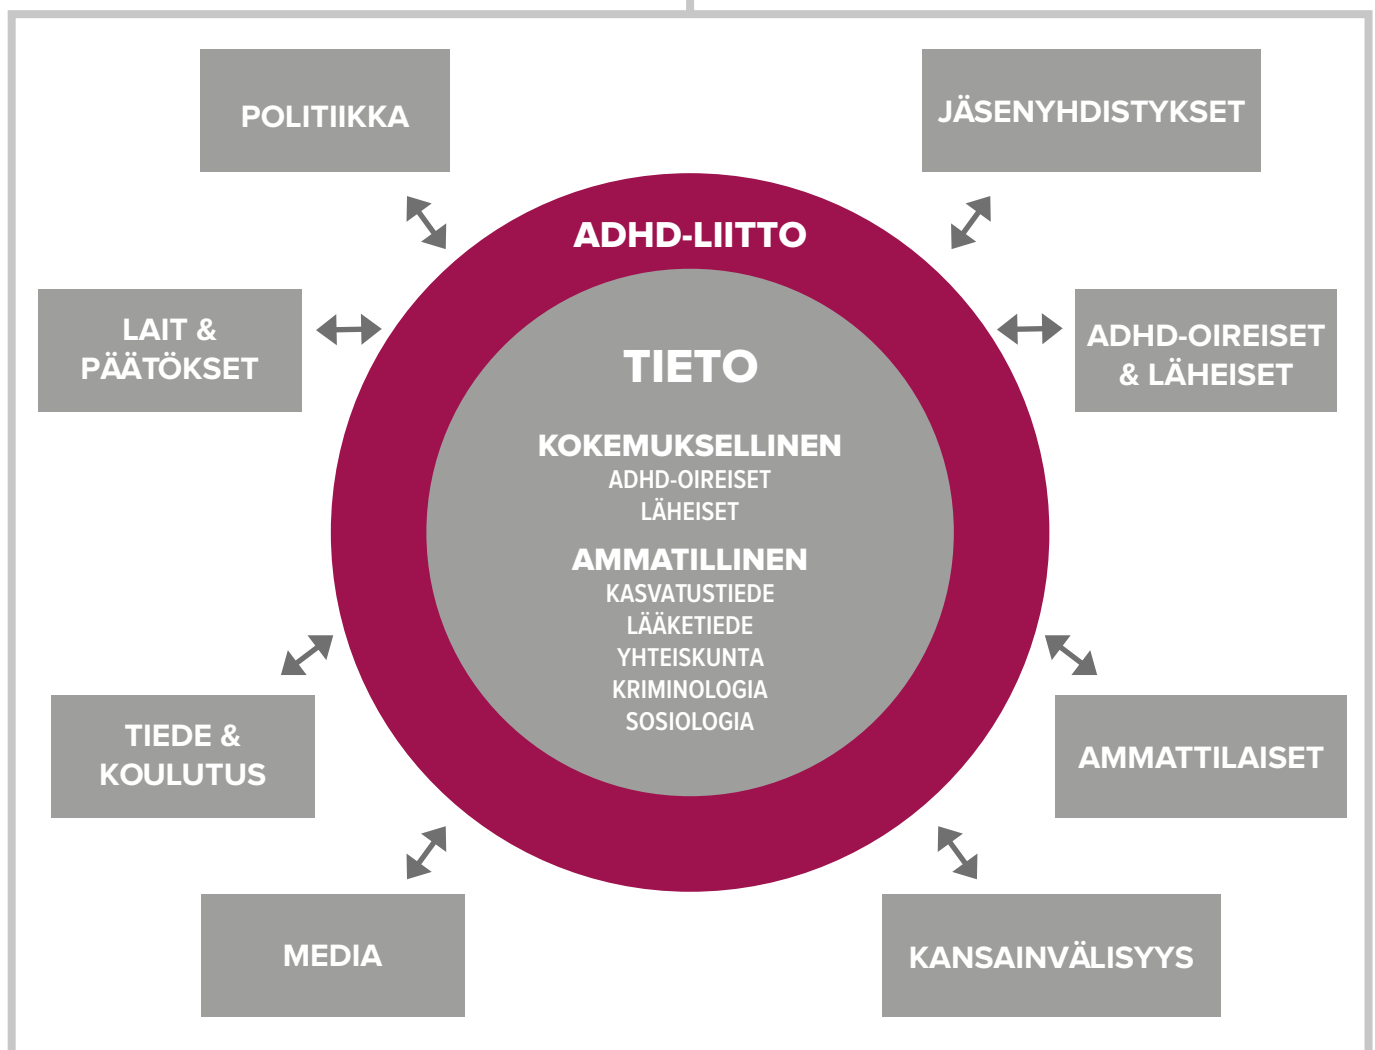 POLITIIKKA
JÄSENYHDISTYKSET
ADHD-LIITTO
LAIT &
PÄÄTÖKSET
ADHD-OIREISET
& LÄHEISET
TIETO
KOKEMUKSELLINEN
ADHD-OIREISET
LÄHEISET
AMMATILLINEN
KASVATUSTIEDE
LÄÄKETIEDE
YHTEISKUNTA
KRIMINOLOGIA
SOSIOLOGIA
TIEDE &
KOULUTUS
AMMATTILAISET
MEDIA
KANSAINVÄLISYYS